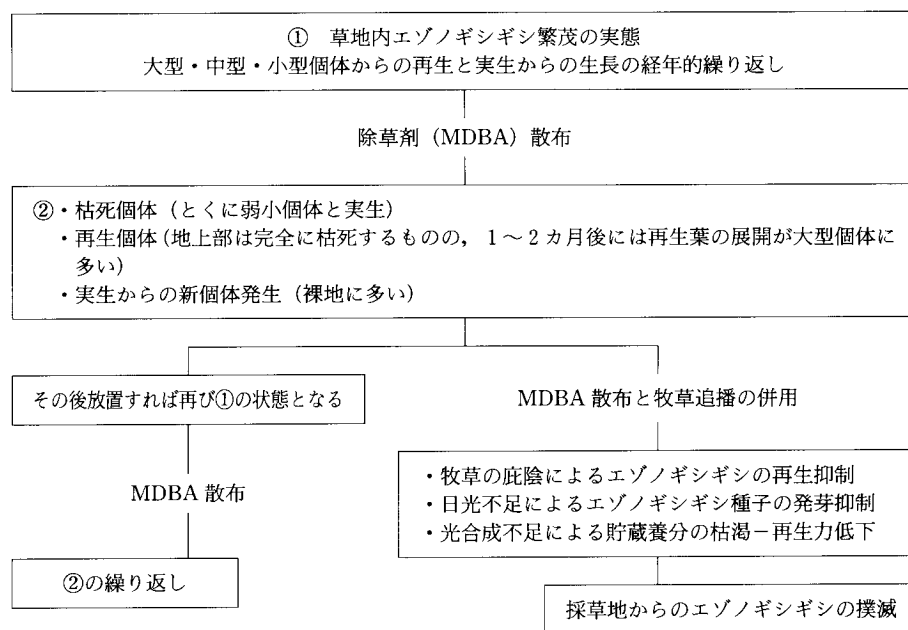 ① 草地内エゾノギシギシ繁茂の実態
大型・中型・小型個体からの再生と実生からの生長の経年的繰り返し
除草剤（MDBA）散布
②・枯死個体（とくに弱小個体と実生）
・再生個体（地上部は完全に枯死するものの，1～2カ月後には再生葉の展開が大型個体に
多い）
・実生からの新個体発生（裸地に多い）
その後放置すれば再び①の状態となる
MDBA 散布
②の繰り返し
MDBA 散布と牧草追播の併用
・牧草の庇陰によるエゾノギシギシの再生抑制
・日光不足によるエゾノギシギシ種子の発芽抑制
・光合成不足による貯蔵養分の枯渇－再生力低下
採草地からのエゾノギシギシの撲滅